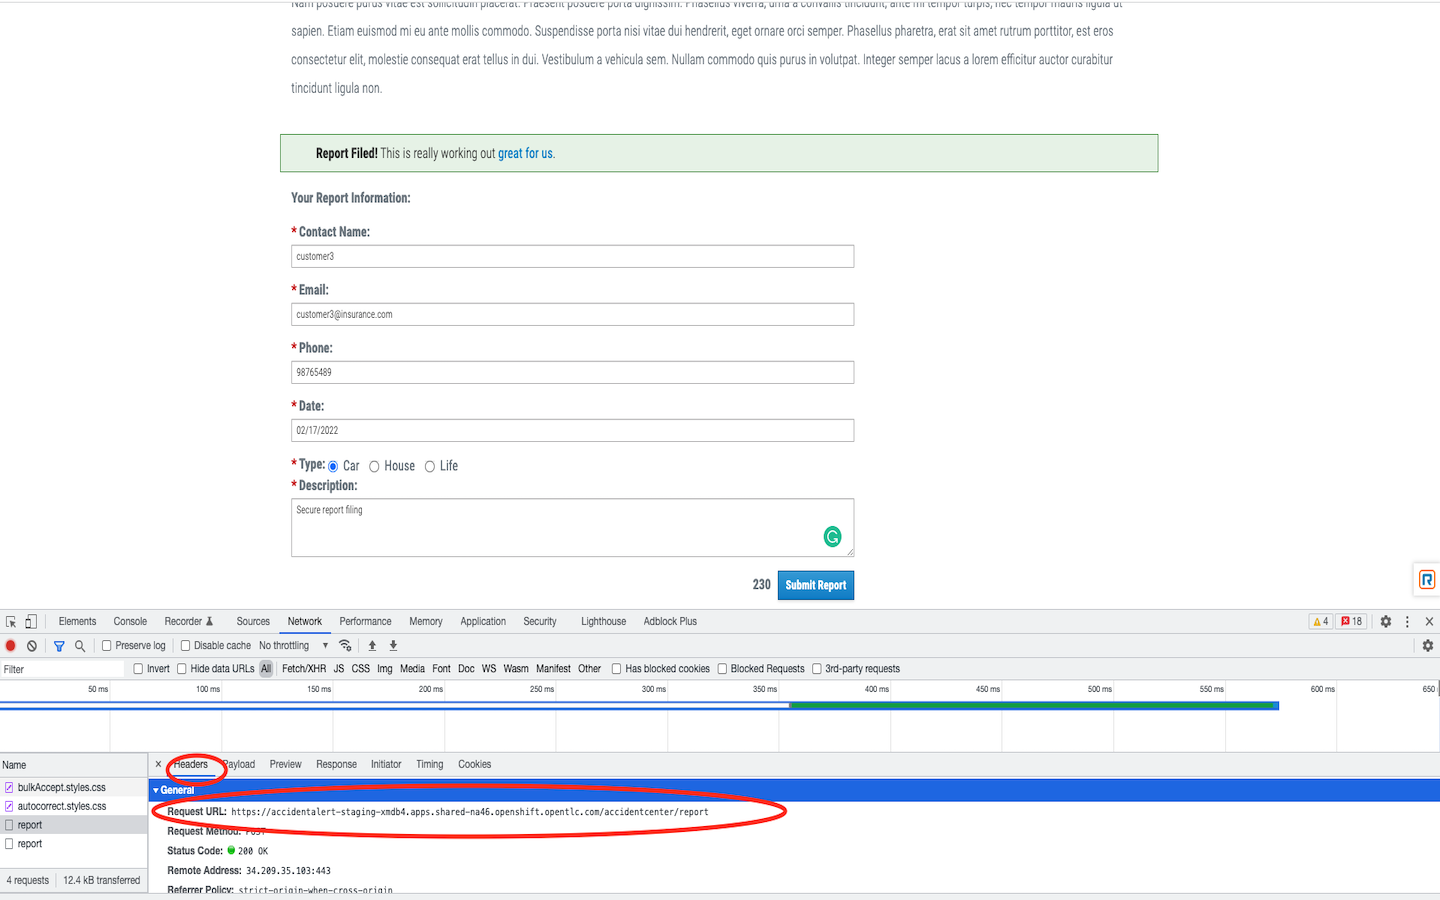 Nam posuere purus vitae est sollicitudin placerat. Praesent posuere porta dignissim. Phasellus viverra, urna a convallis tincidunt, ante mi tempor turpis, nec tempor mauris ligula ut
sapien. Etiam euismod mi eu ante mollis commodo. Suspendisse porta nisi vitae dui hendrerit, eget ornare orci semper. Phasellus pharetra, erat sit amet rutrum porttitor, est eros
consectetur elit, molestie consequat erat tellus in dui. Vestibulum a vehicula sem. Nullam commodo quis purus in volutpat. Integer semper lacus a lorem efficitur auctor curabitur
tincidunt ligula non.
Report Filed! This is really working out great for us.
Your Report Information:
* Contact Name:
customer3
* Email:
customer3@insurance.com
* Phone:
98765489
* Date:
02/17/2022
* Type: Car House Life
* Description:
Secure report filing
230 Submit Report
Elements Console Recorder Sources Network Performance Memory Application Security Lighthouse Adblock Plus 4 18
Preserve log Disable cache No throttling
Filter Invert Hide data URLs All Fetch/XHR JS CSS Img Media Font Doc WS Wasm Manifest Other Has blocked cookies Blocked Requests 3rd-party requests
50 ms 100 ms 150 ms 200 ms 250 ms 300 ms 350 ms 400 ms 450 ms 500 ms 550 ms 600 ms 650
Name × Headers Payload Preview Response Initiator Timing Cookies
bulkAccept.styles.css
autocorrect.styles.css
report
report
4 requests 12.4 kB transferred
General
Request URL: https://accidentalert-staging-xmdb4.apps.shared-na46.openshift.opentlc.com/accidentcenter/report
Request Method: POST
Status Code: 200 OK
Remote Address: 34.209.35.103:443
Referrer Policy: strict-origin-when-cross-origin